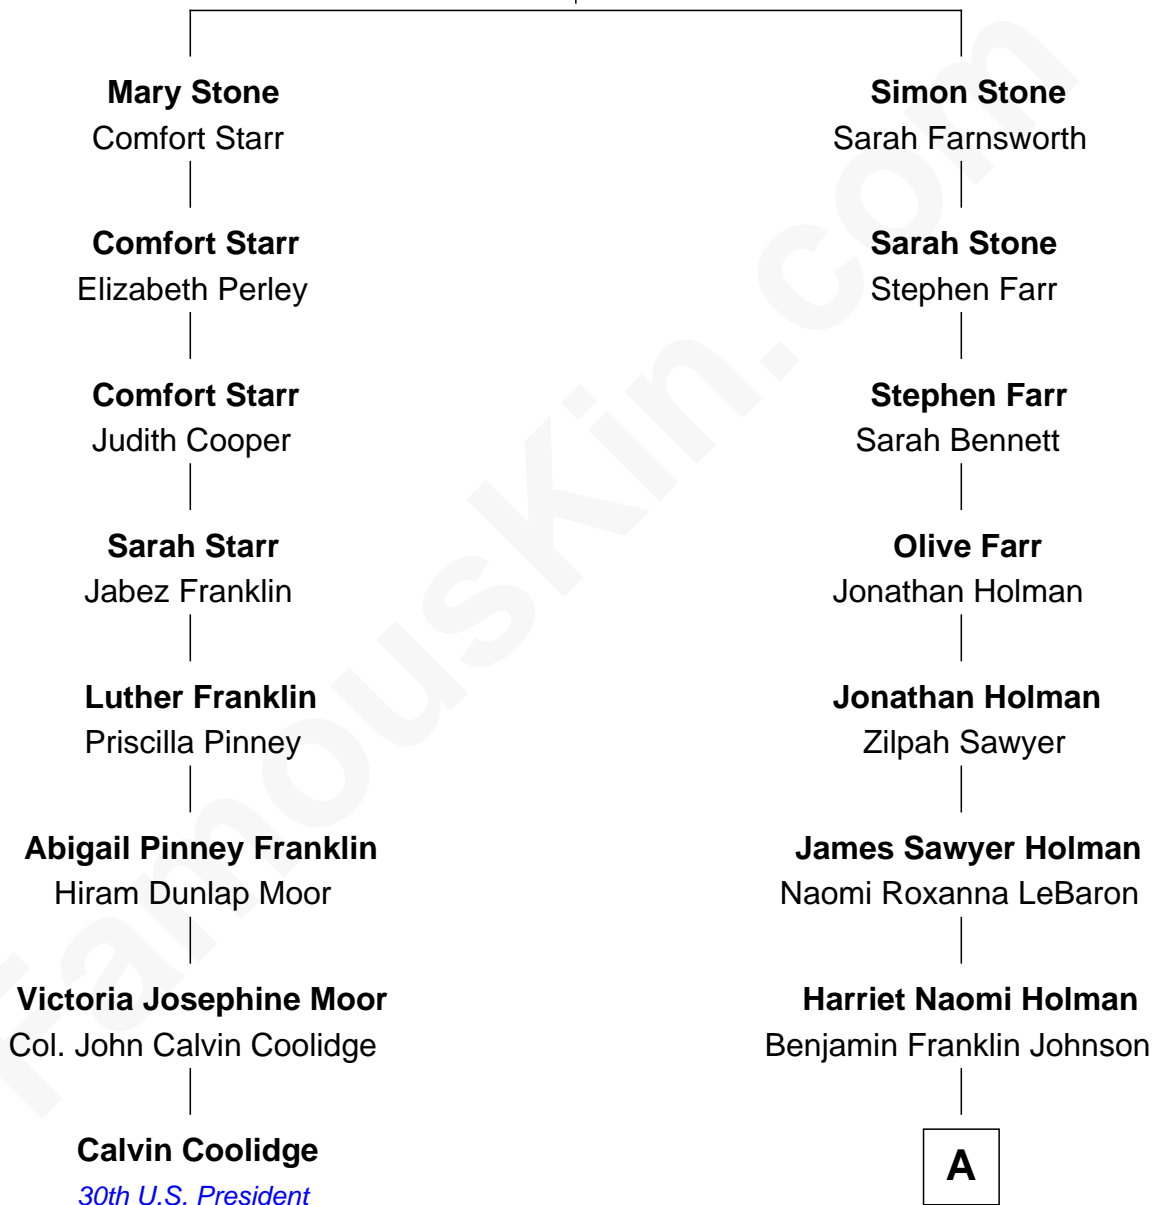 Mary Stone
Comfort Starr
Simon Stone
Sarah Farnsworth
Comfort Starr
Elizabeth Perley
Sarah Stone
Stephen Farr
Comfort Starr
Judith Cooper
Stephen Farr
Sarah Bennett
Sarah Starr
Jabez Franklin
Olive Farr
Jonathan Holman
Luther Franklin
Priscilla Pinney
Jonathan Holman
Zilpah Sawyer
Abigail Pinney Franklin
Hiram Dunlap Moor
James Sawyer Holman
Naomi Roxanna LeBaron
Victoria Josephine Moor
Col. John Calvin Coolidge
Harriet Naomi Holman
Benjamin Franklin Johnson
Calvin Coolidge
30th U.S. President
A
FamousKin.com